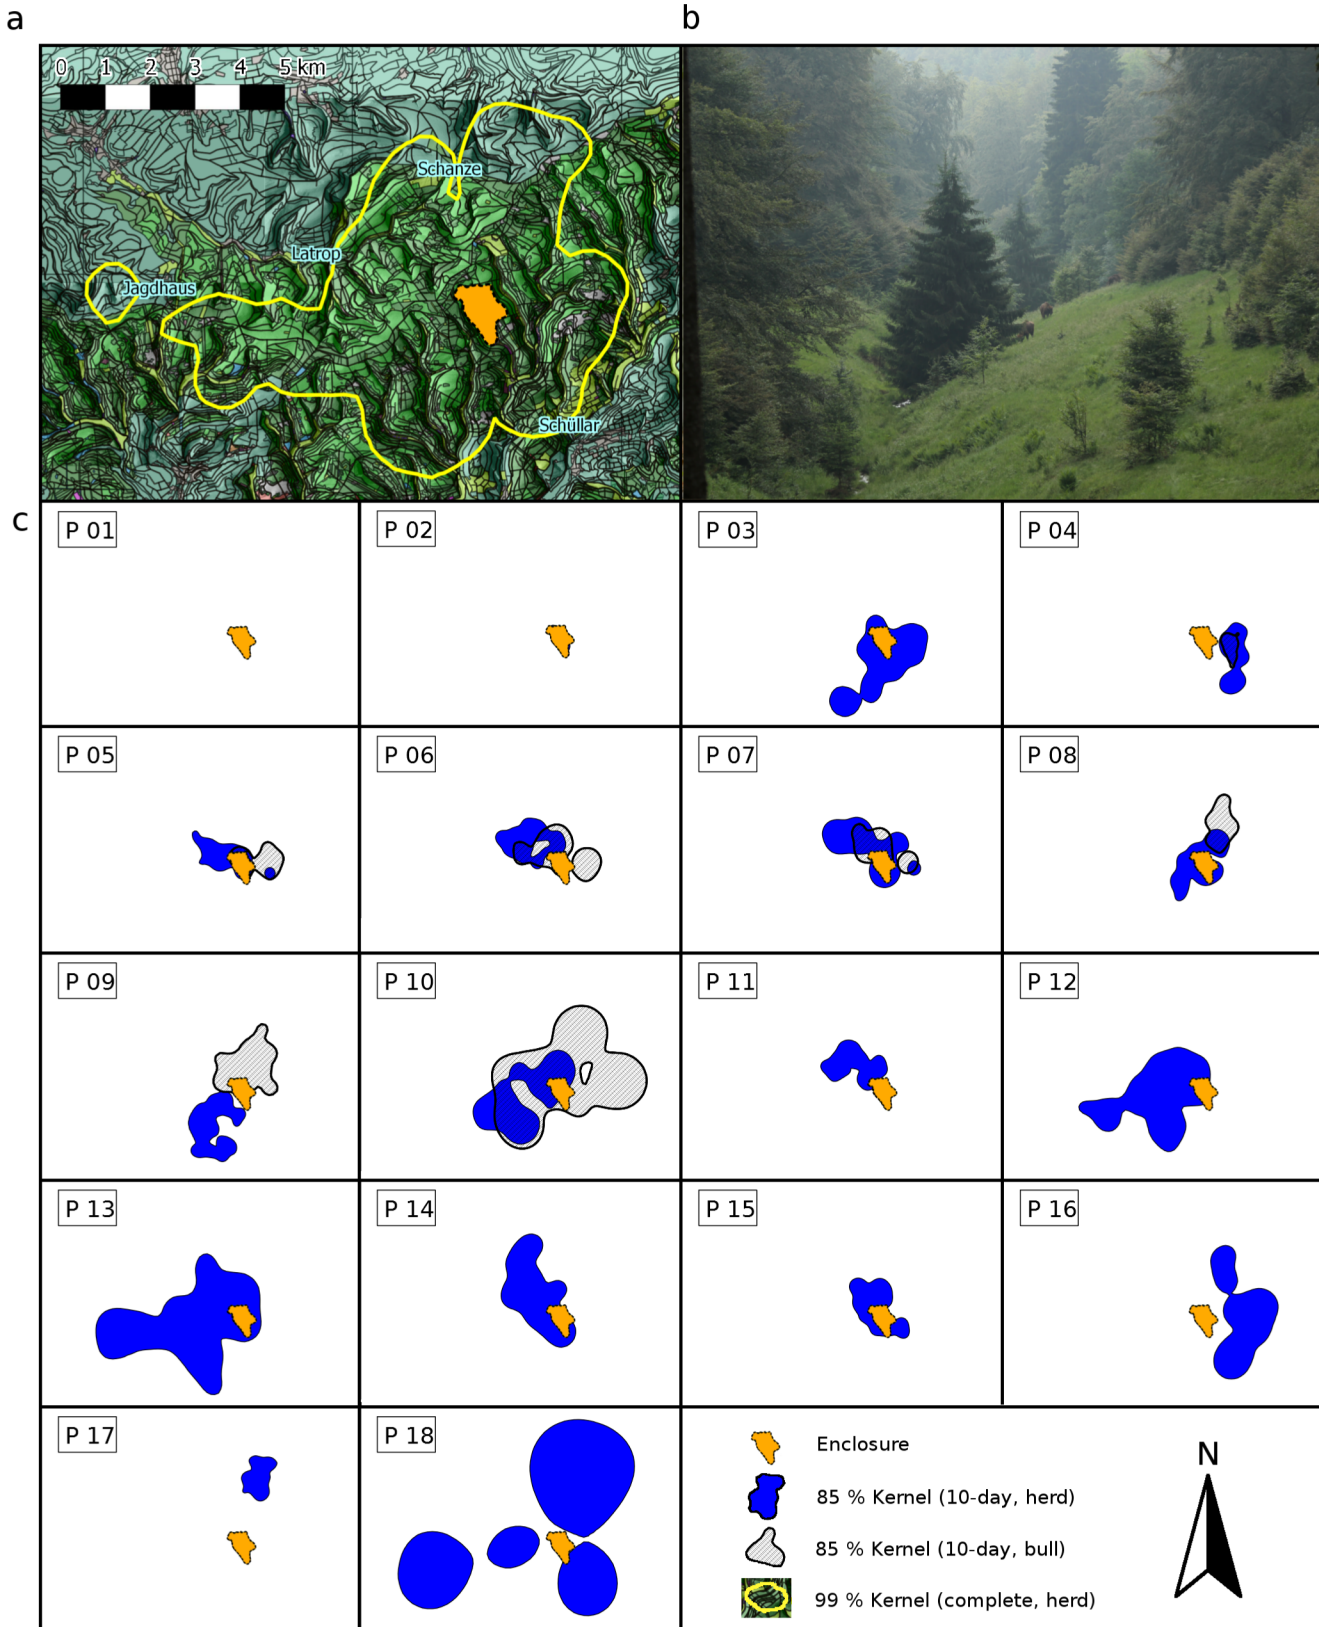 a
b
0 1 2 3 4 5 km
Schanze
Latrop
Jagdhaus
Schüllar
c
P 01
P 02
P 03
P 04
P 05
P 06
P 07
P 08
P 09
P 10
P 11
P 12
P 13
P 14
P 15
P 16
P 17
P 18
Enclosure
85 % Kernel (10-day, herd)
85 % Kernel (10-day, bull)
99 % Kernel (complete, herd)
N